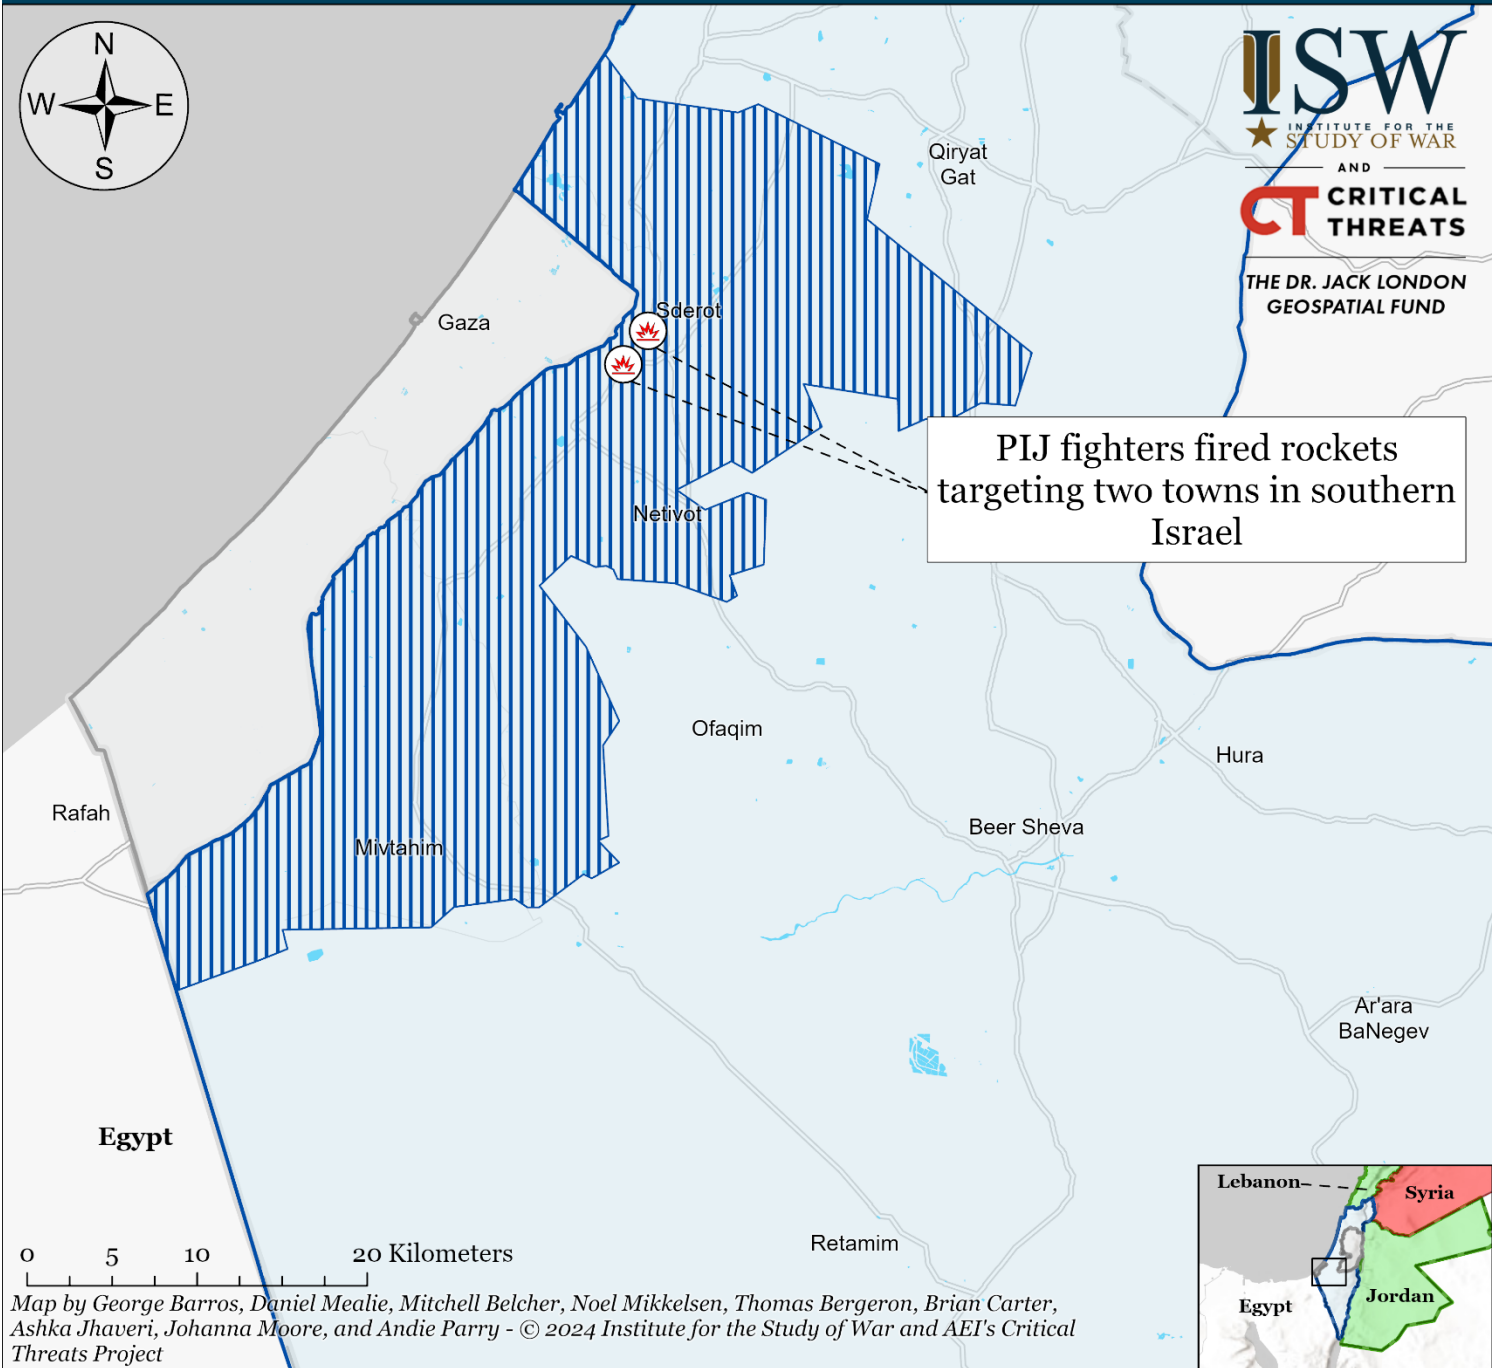 N
W
E
S
ISW
INSTITUTE FOR THE
STUDY OF WAR
AND
CT CRITICAL
THREATS
THE DR. JACK LONDON
GEOSPATIAL FUND
Qiryat
Gat
Gaza
Sderot
PIJ fighters fired rockets
targeting two towns in southern
Israel
Netivot
Ofaqim
Hura
Rafah
Mivtahim
Beer Sheva
Ar'ara
BaNegev
Egypt
Retamim
0 5 10 20 Kilometers
Map by George Barros, Daniel Mealie, Mitchell Belcher, Noel Mikkelsen, Thomas Bergeron, Brian Carter,
Ashka Jhaveri, Johanna Moore, and Andie Parry - © 2024 Institute for the Study of War and AEI's Critical
Threats Project
Lebanon
Syria
Jordan
Egypt